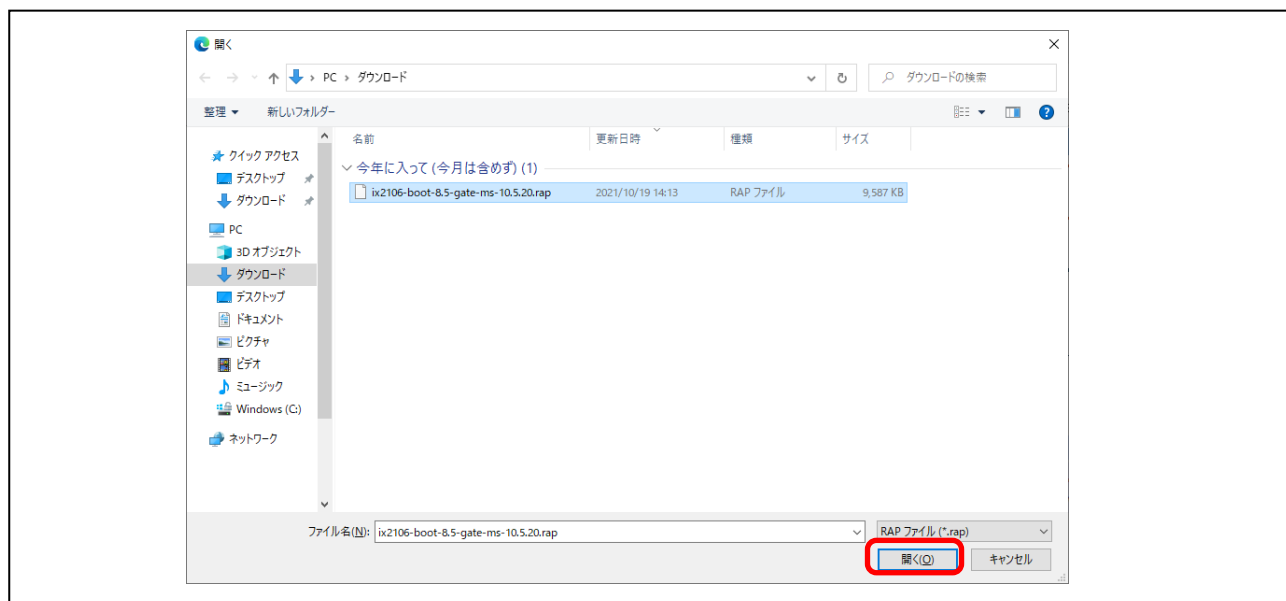 開く
PC › ダウンロード
ダウンロードの検索
整理
新しいフォルダー
名前 更新日時 種類 サイズ
今年に入って (今月は含めず) (1)
ix2106-boot-8.5-gate-ms-10.5.20.rap 2021/10/19 14:13 RAP ファイル 9,587 KB
クイック アクセス
デスクトップ
ダウンロード
PC
3D オブジェクト
ダウンロード
デスクトップ
ドキュメント
ピクチャ
ビデオ
ミュージック
Windows (C:)
ネットワーク
ファイル名(N): ix2106-boot-8.5-gate-ms-10.5.20.rap
RAP ファイル (*.rap)
開く(O)
キャンセル